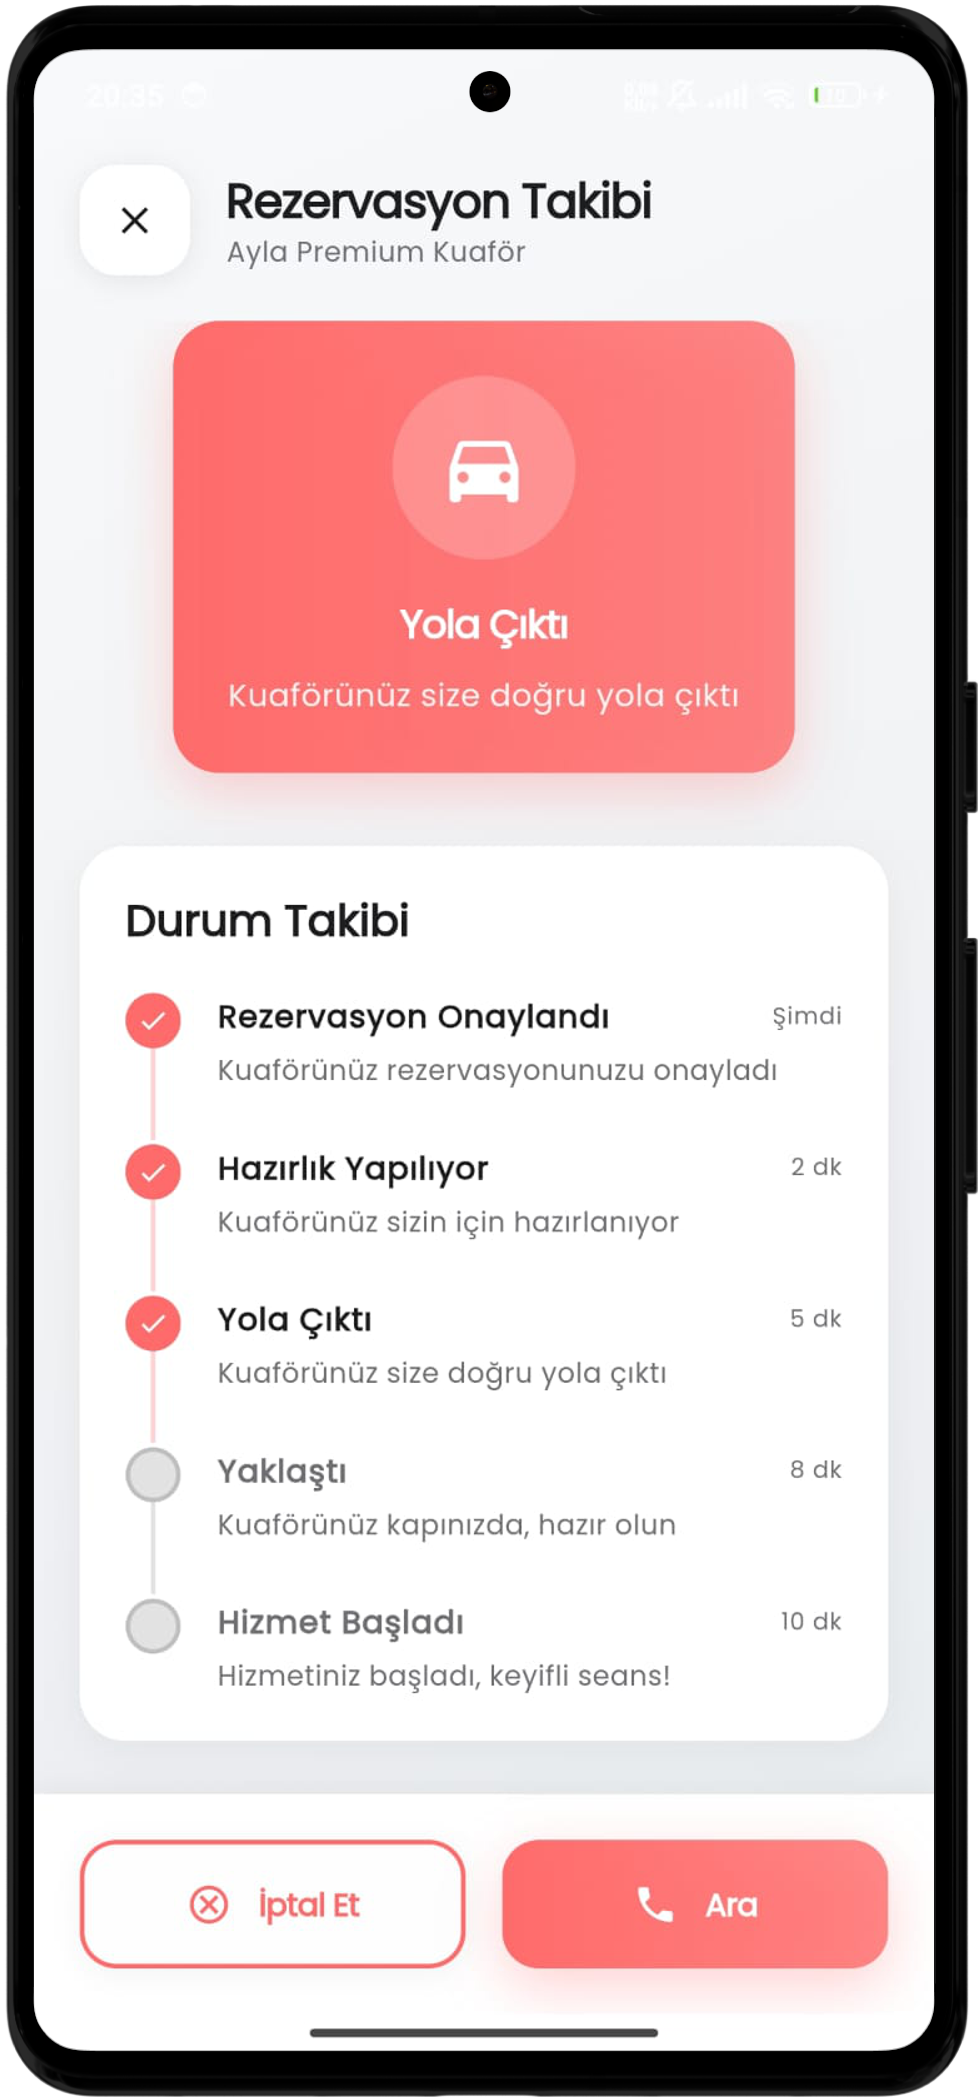 20:35
Rezervasyon Takibi
Ayla Premium Kuaför
Yola Çıktı
Kuaförünüz size doğru yola çıktı
Durum Takibi
Rezervasyon Onaylandı Şimdi
Kuaförünüz rezervasyonunuzu onayladı
Hazırlık Yapılıyor 2 dk
Kuaförünüz sizin için hazırlanıyor
Yola Çıktı 5 dk
Kuaförünüz size doğru yola çıktı
Yaklaştı 8 dk
Kuaförünüz kapınızda, hazır olun
Hizmet Başladı 10 dk
Hizmetiniz başladı, keyifli seans!
İptal Et Ara